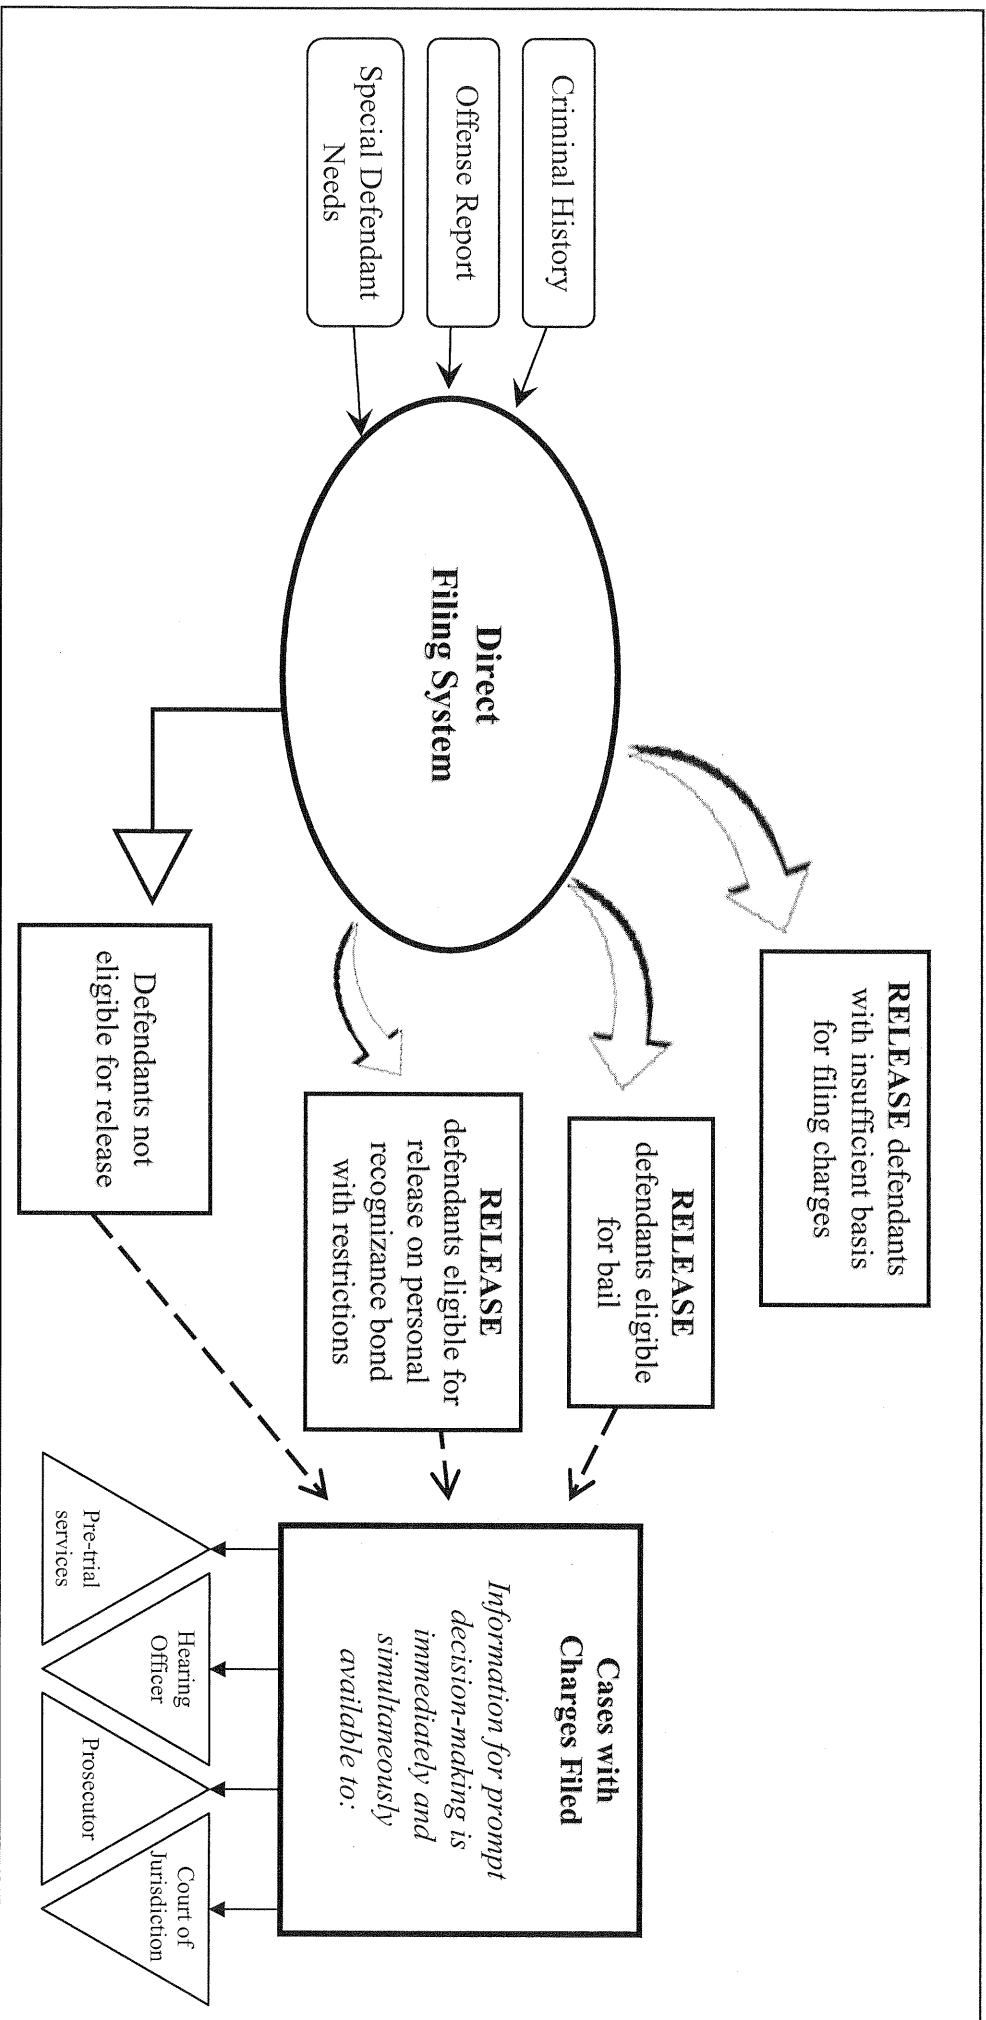 Criminal History
Offense Report
Special Defendant
Needs
Direct
Filing System
RELEASE defendants
with insufficient basis
for filing charges
RELEASE
defendants eligible
for bail
RELEASE
defendants eligible for
release on personal
recognizance bond
with restrictions
Defendants not
eligible for release
Cases with
Charges Filed
Information for prompt
decision-making is
immediately and
simultaneously
available to:
Pre-trial
services
Hearing
Officer
Prosecutor
Court of
Jurisdiction